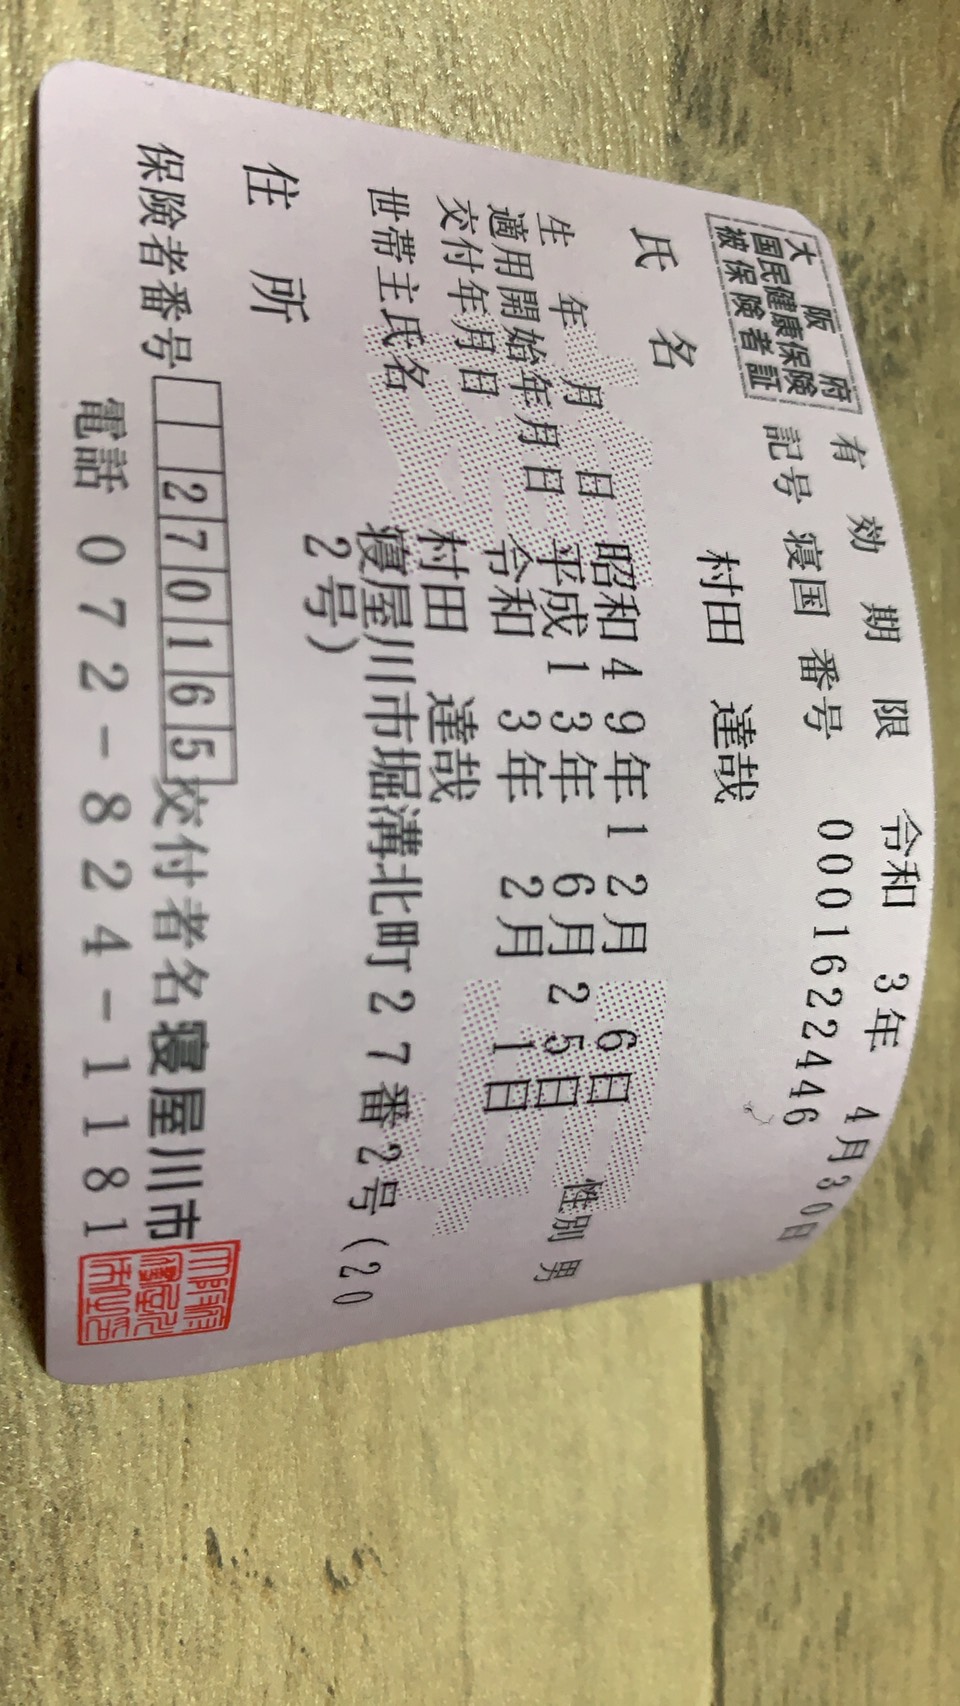 大阪府
国民健康保険
被保険者証
有効期限 令和 3年 4月30日
記号 寝国 番号 0001622446
氏名 村田 達哉
生年月日 昭和49年12月 6日 性別 男
適用開始年月日 平成13年 6月25日
交付年月日 令和 3年 2月 1日
世帯主氏名 村田 達哉
住所 寝屋川市堀溝北町27番2号(20
2号)
保険者番号 270165 交付者名 寝屋川市
電話 072-824-1181